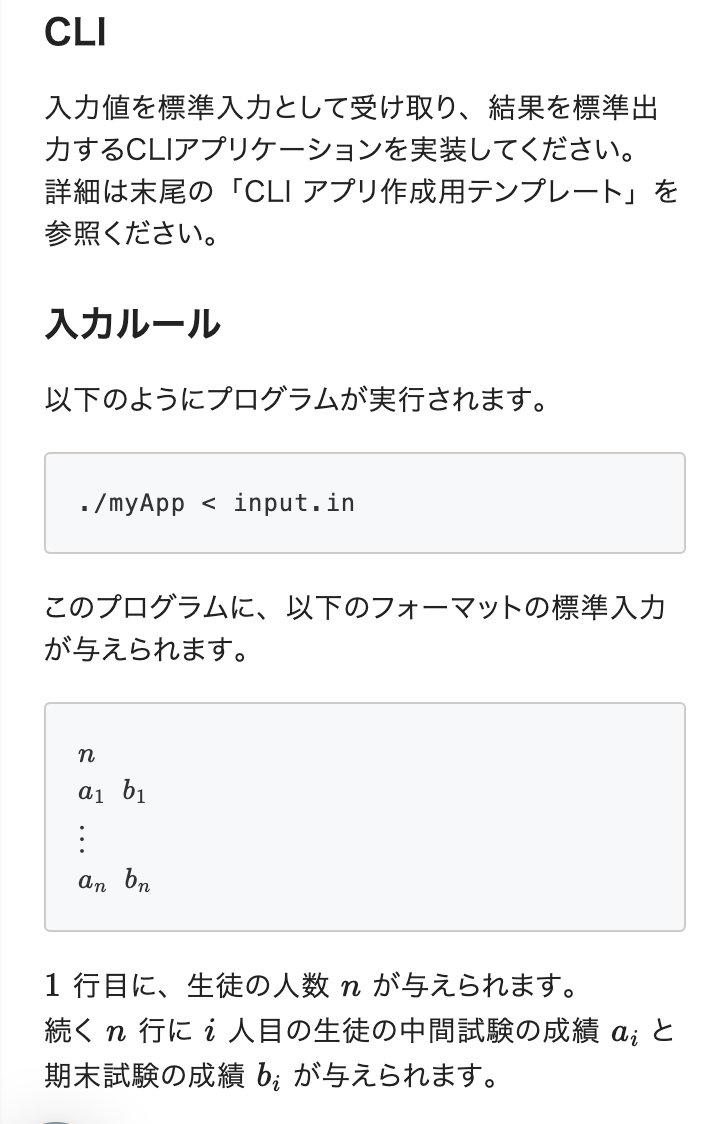 CLI
入力値を標準入力として受け取り、結果を標準出
力するCLIアプリケーションを実装してください。
詳細は末尾の「CLI アプリ作成用テンプレート」を
参照ください。
入力ルール
以下のようにプログラムが実行されます。
./myApp < input.in
このプログラムに、以下のフォーマットの標準入力
が与えられます。
n
a₁ b₁
⋮
aₙ bₙ
1 行目に、生徒の人数 n が与えられます。
続く n 行に i 人目の生徒の中間試験の成績 aᵢ と
期末試験の成績 bᵢ が与えられます。